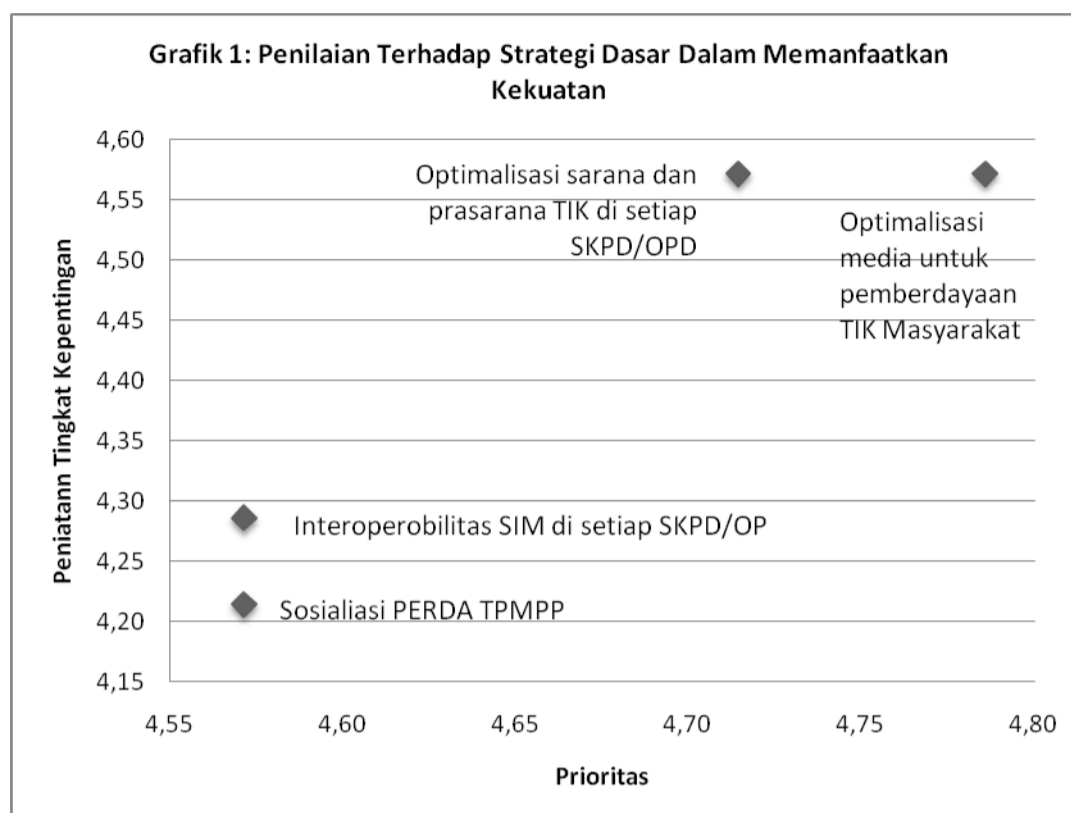 Grafik 1: Penilaian Terhadap Strategi Dasar Dalam Memanfaatkan
Kekuatan
Peniatann Tingkat Kepentingan
4,60
4,55
4,50
4,45
4,40
4,35
4,30
4,25
4,20
4,15
Optimalisasi sarana dan
prasarana TIK di setiap
SKPD/OPD
Optimalisasi
media untuk
pemberdayaan
TIK Masyarakat
Interoperobilitas SIM di setiap SKPD/OP
Sosialiasi PERDA TPMPP
4,55 4,60 4,65 4,70 4,75 4,80
Prioritas